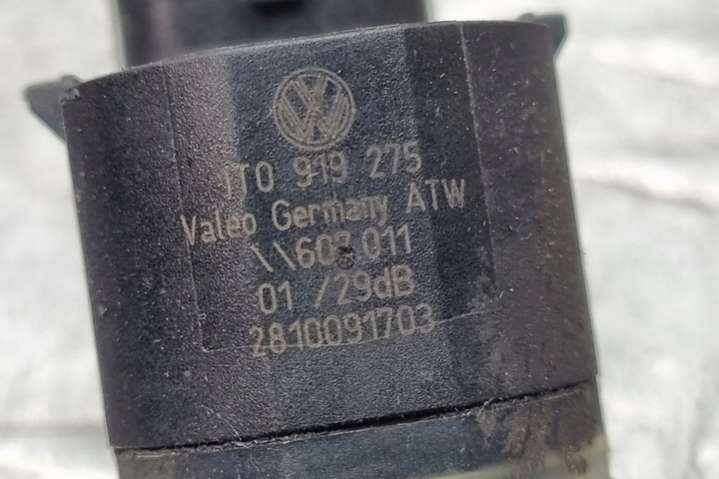 1T0 919 275
Valeo Germany ATW
\\603.011
01 /29dB
2810091703